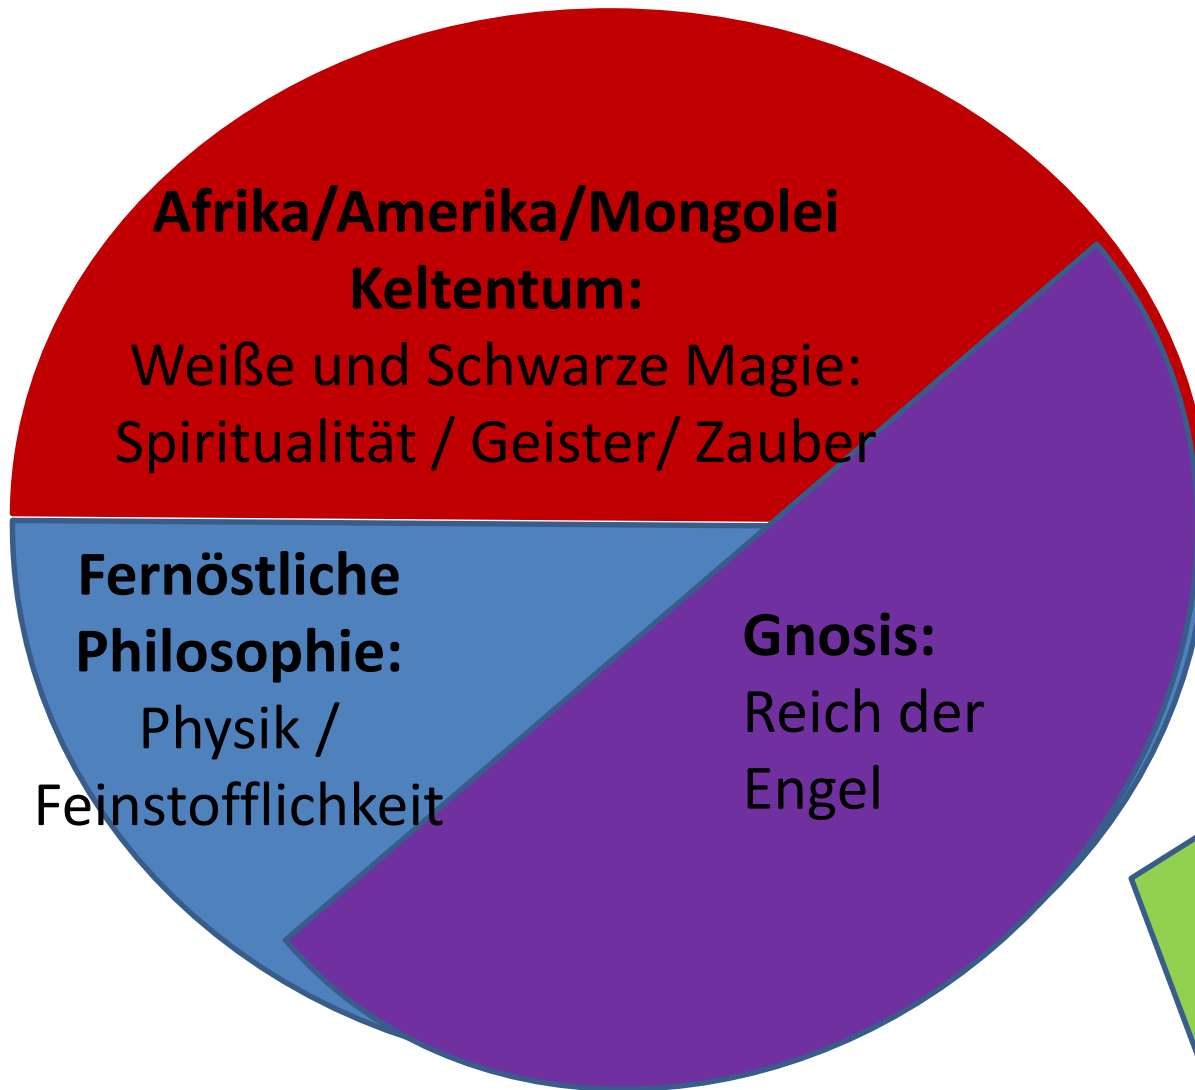 Afrika/Amerika/Mongolei
Keltentum:
Weiße und Schwarze Magie:
Spiritualität / Geister/ Zauber
Fernöstliche
Philosophie:
Physik /
Feinstofflichkeit
Gnosis:
Reich der
Engel